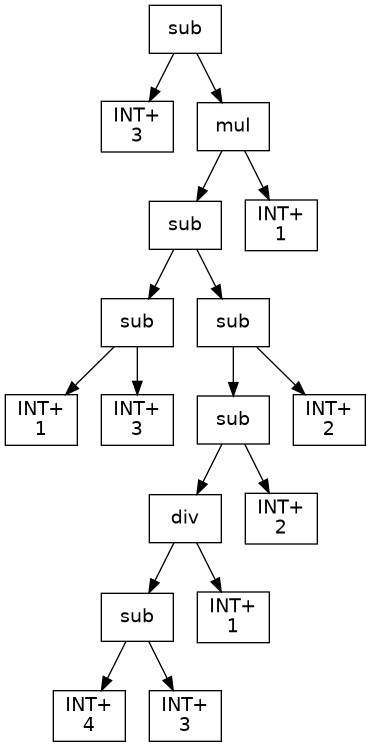 sub
INT+
3
mul
sub
INT+
1
sub
sub
INT+
1
INT+
3
sub
INT+
2
div
INT+
2
sub
INT+
1
INT+
4
INT+
3